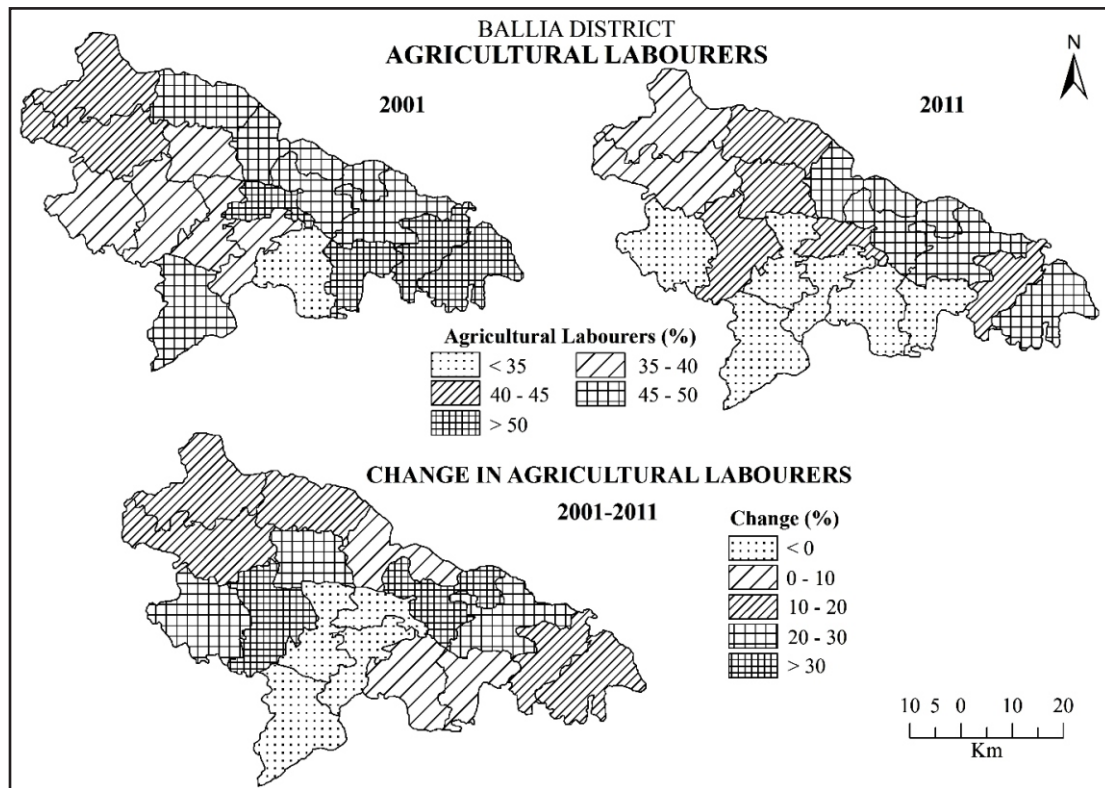 BALLIA DISTRICT
AGRICULTURAL LABOURERS
N
2001
2011
Agricultural Labourers (%)
< 35
35 - 40
40 - 45
45 - 50
> 50
CHANGE IN AGRICULTURAL LABOURERS
2001-2011
Change (%)
< 0
0 - 10
10 - 20
20 - 30
> 30
10 5 0 10 20
Km